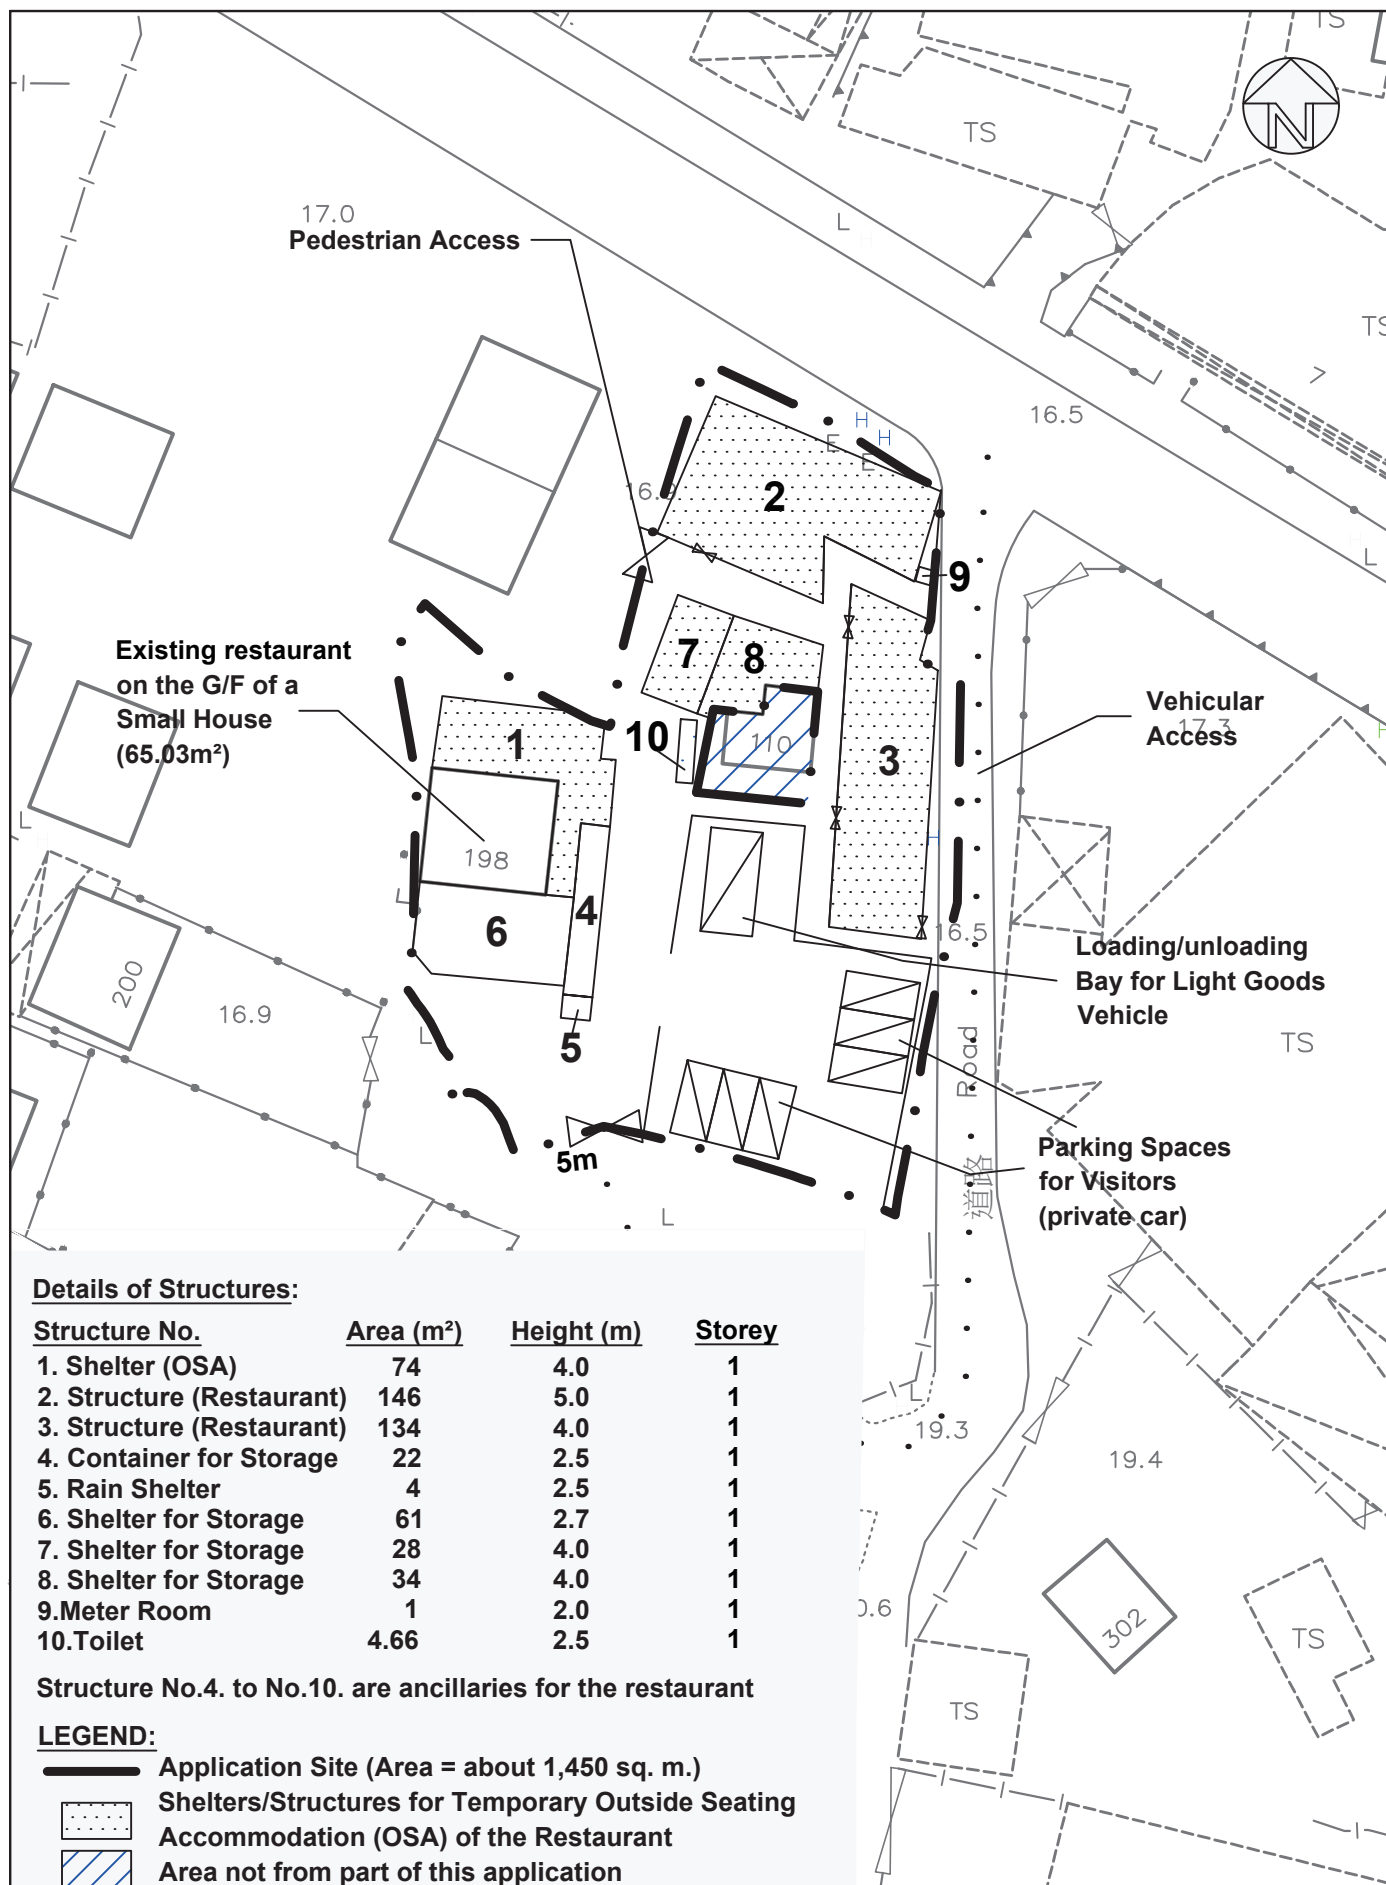 TS
N
TS
17.0
L
Pedestrian Access
TS
7
16.5
H
H
E
E
16.9
2
L
9
Existing restaurant
on the G/F of a
Small House
(65.03m²)
7
8
Vehicular
Access
17.3
1
10
110
3
H
L
198
L
4
6
16.5
Loading/unloading
Bay for Light Goods
Vehicle
200
16.9
L
5
TS
Road
道路
Parking Spaces
for Visitors
(private car)
5m
L
Details of Structures:
Structure No. Area (m²) Height (m) Storey
1. Shelter (OSA) 74 4.0 1
2. Structure (Restaurant) 146 5.0 1
3. Structure (Restaurant) 134 4.0 1
4. Container for Storage 22 2.5 1
5. Rain Shelter 4 2.5 1
6. Shelter for Storage 61 2.7 1
7. Shelter for Storage 28 4.0 1
8. Shelter for Storage 34 4.0 1
9.Meter Room 1 2.0 1
10.Toilet 4.66 2.5 1
Structure No.4. to No.10. are ancillaries for the restaurant
L
19.3
19.4
0.6
302
TS
TS
LEGEND:
Application Site (Area = about 1,450 sq. m.)
Shelters/Structures for Temporary Outside Seating
Accommodation (OSA) of the Restaurant
Area not from part of this application